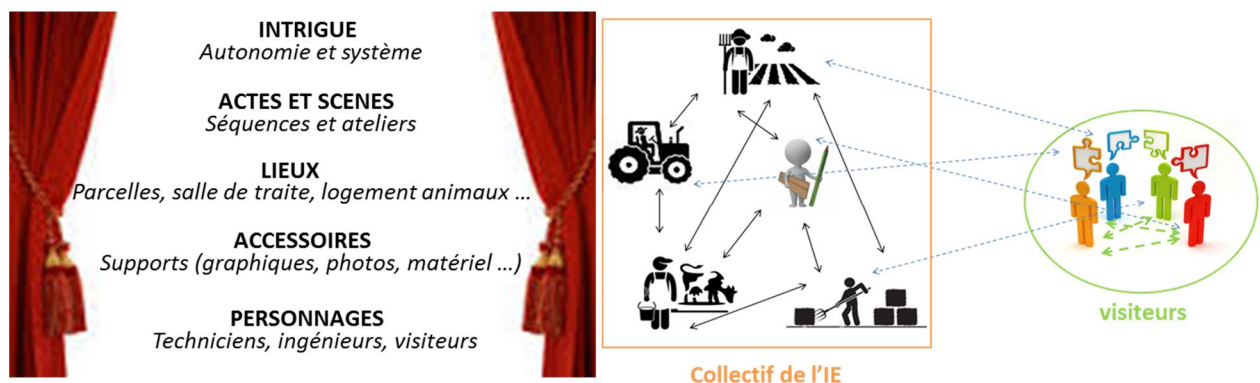 INTRIGUE
Autonomie et système
ACTES ET SCENES
Séquences et ateliers
LIEUX
Parcelles, salle de traite, logement animaux ...
ACCESSOIRES
Supports (graphiques, photos, matériel ...)
PERSONNAGES
Techniciens, ingénieurs, visiteurs
Collectif de l'IE
visiteurs